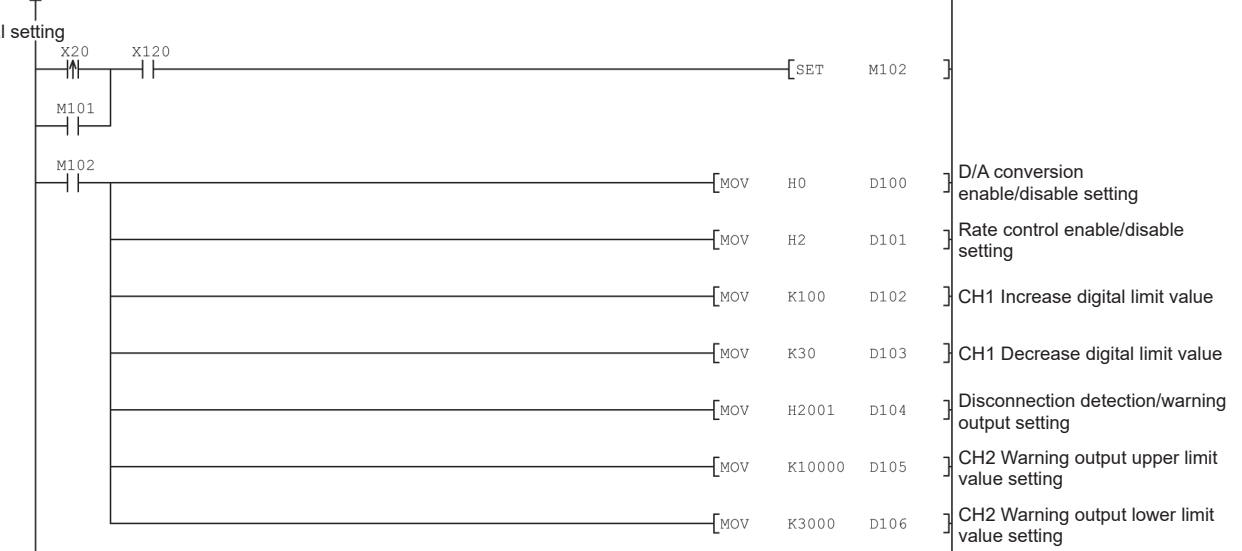 l setting
X20 X120
SET M102
M101
M102
MOV H0 D100
D/A conversion
enable/disable setting
MOV H2 D101
Rate control enable/disable
setting
MOV K100 D102
CH1 Increase digital limit value
MOV K30 D103
CH1 Decrease digital limit value
MOV H2001 D104
Disconnection detection/warning
output setting
MOV K10000 D105
CH2 Warning output upper limit
value setting
MOV K3000 D106
CH2 Warning output lower limit
value setting